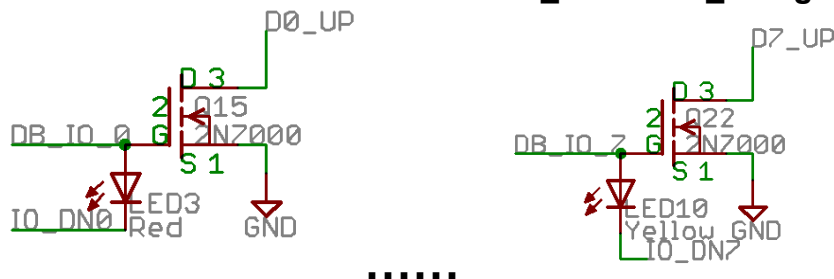 D0_UP
D 3
2 Q15
DB_IO_0 G 2N7000
S 1
LED3
IO_DN0 Red GND
D7_UP
D 3
2 Q22
DB_IO_7 G 2N7000
S 1
LED10
Yellow GND
IO_DN7